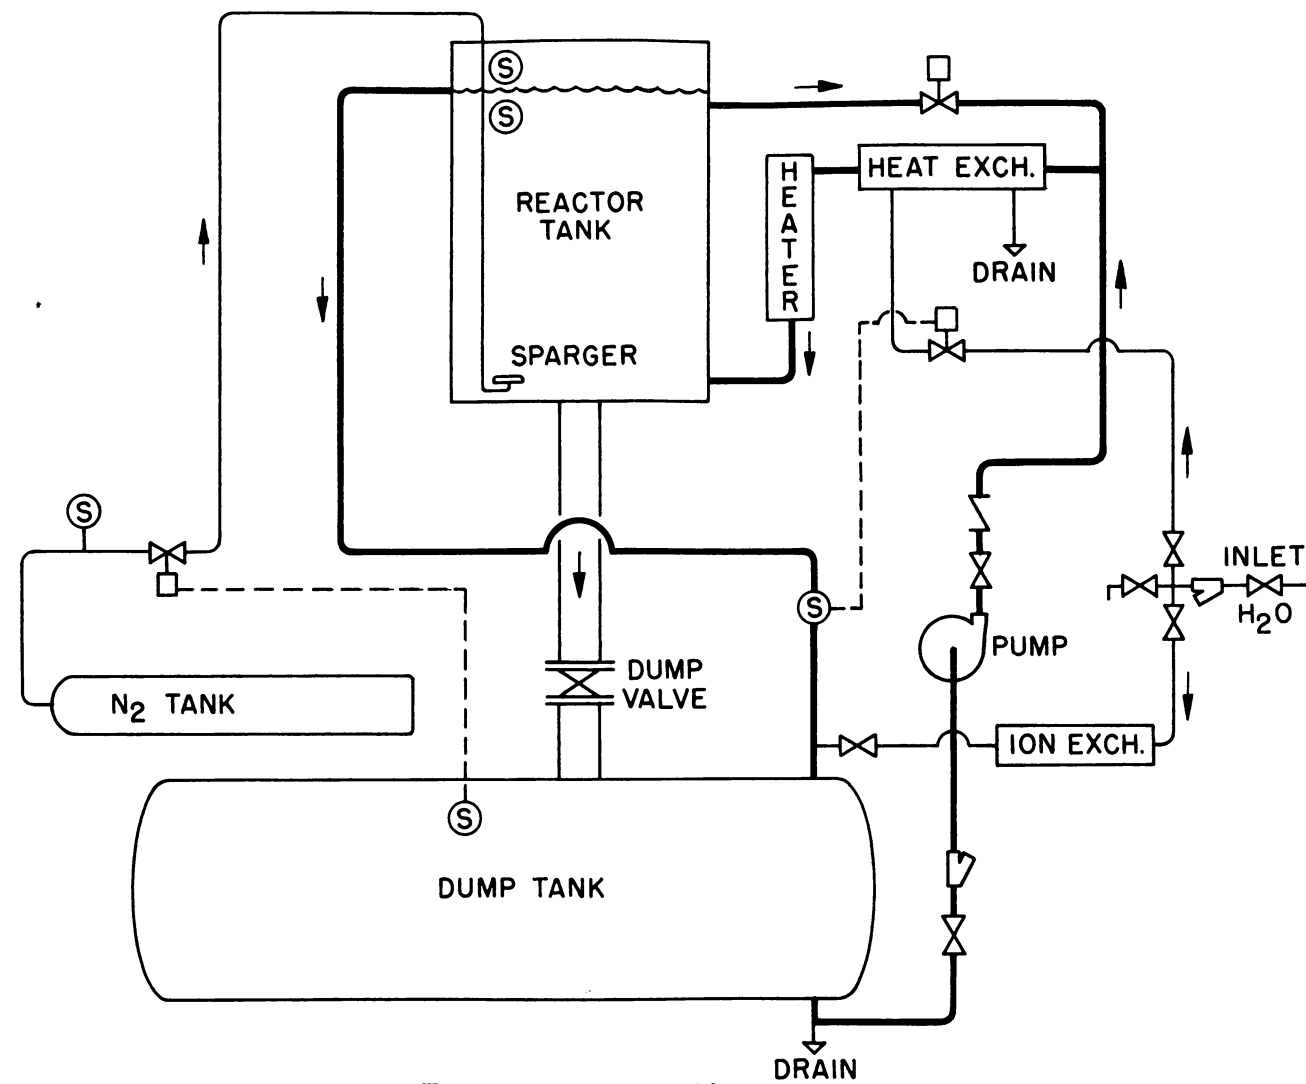 S
S
REACTOR
TANK
HEAT EXCH.
HEATER
DRAIN
SPARGER
S
INLET
H2O
S
PUMP
DUMP
VALVE
N2 TANK
ION EXCH.
S
DUMP TANK
DRAIN